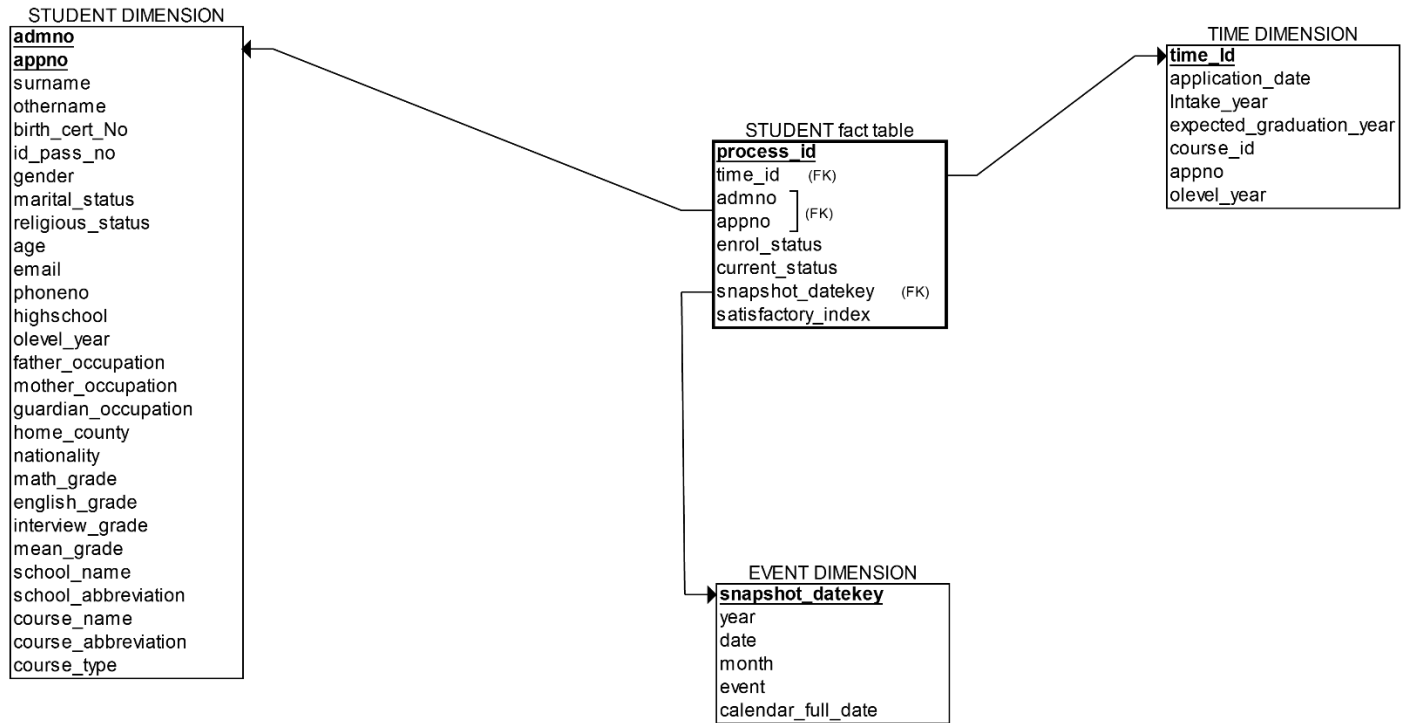 STUDENT DIMENSION
admno
appno
surname
othername
birth_cert_No
id_pass_no
gender
marital_status
religious_status
age
email
phoneno
highschool
olevel_year
father_occupation
mother_occupation
guardian_occupation
home_county
nationality
math_grade
english_grade
interview_grade
mean_grade
school_name
school_abbreviation
course_name
course_abbreviation
course_type
STUDENT fact table
process_id
time_id (FK)
admno
appno
(FK)
enrol_status
current_status
snapshot_datekey (FK)
satisfactory_index
TIME DIMENSION
time_Id
application_date
Intake_year
expected_graduation_year
course_id
appno
olevel_year
EVENT DIMENSION
snapshot_datekey
year
date
month
event
calendar_full_date